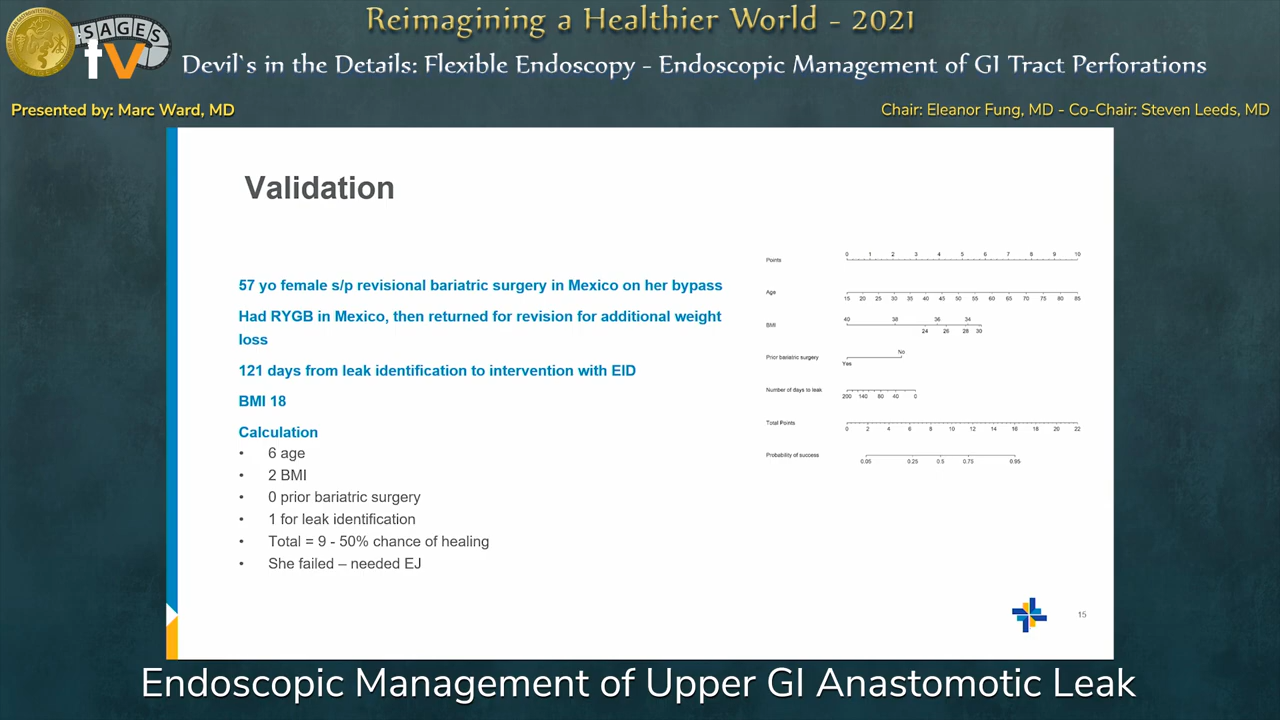 SAGES
tv
Reimagining a Healthier World - 2021
Devil`s in the Details: Flexible Endoscopy - Endoscopic Management of GI Tract Perforations
Presented by: Marc Ward, MD
Chair: Eleanor Fung, MD - Co-Chair: Steven Leeds, MD
Validation
57 yo female s/p revisional bariatric surgery in Mexico on her bypass
Had RYGB in Mexico, then returned for revision for additional weight
loss
121 days from leak identification to intervention with EID
BMI 18
Calculation
• 6 age
• 2 BMI
• 0 prior bariatric surgery
• 1 for leak identification
• Total = 9 - 50% chance of healing
• She failed – needed EJ
Points
0 1 2 3 4 5 6 7 8 9 10
Age
15 20 25 30 35 40 45 50 55 60 65 70 75 80 85
BMI
40 38 36 34
24 26 28 30
Prior bariatric surgery
No
Yes
Number of days to leak
200 140 80 40 0
Total Points
0 2 4 6 8 10 12 14 16 18 20 22
Probability of success
0.05 0.25 0.5 0.75 0.95
15
Endoscopic Management of Upper GI Anastomotic Leak